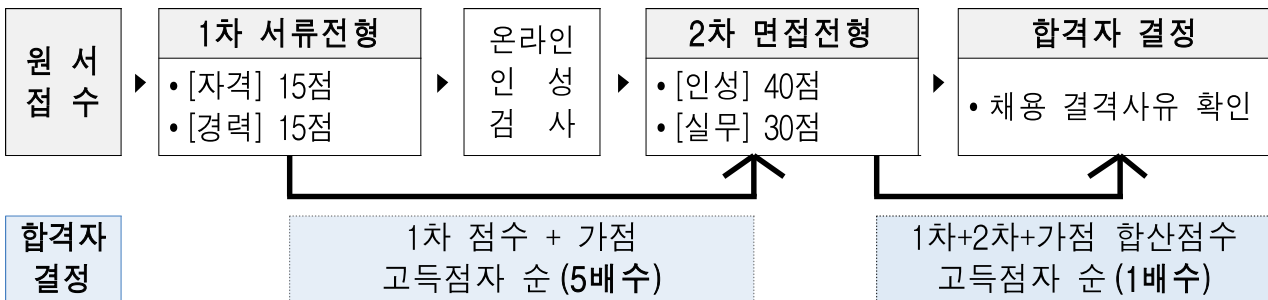 원 서
접 수
▶
1차 서류전형
• [자격] 15점
• [경력] 15점
▶
온라인
인 성
검 사
▶
2차 면접전형
• [인성] 40점
• [실무] 30점
▶
합격자 결정
• 채용 결격사유 확인
합격자
결정
1차 점수 + 가점
고득점자 순 (5배수)
1차+2차+가점 합산점수
고득점자 순 (1배수)